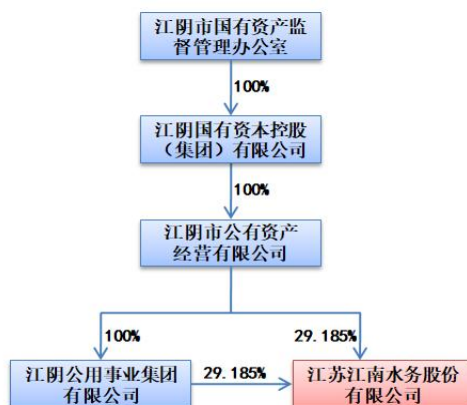 江阴市国有资产监
督管理办公室
100%
江阴国有资本控股
（集团）有限公司
100%
江阴市公有资产
经营有限公司
100%
29.185%
江阴公用事业集团
有限公司
29.185%
江苏江南水务股份
有限公司